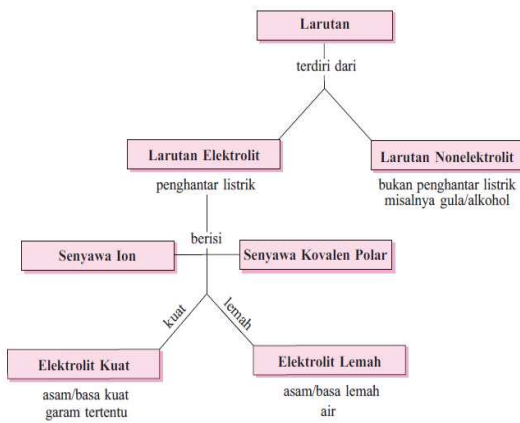 Larutan
terdiri dari
Larutan Elektrolit
Larutan Nonelektrolit
penghantar listrik
bukan penghantar listrik
misalnya gula/alkohol
berisi
Senyawa Ion
Senyawa Kovalen Polar
kuat
lemah
Elektrolit Kuat
Elektrolit Lemah
asam/basa kuat
garam tertentu
asam/basa lemah
air